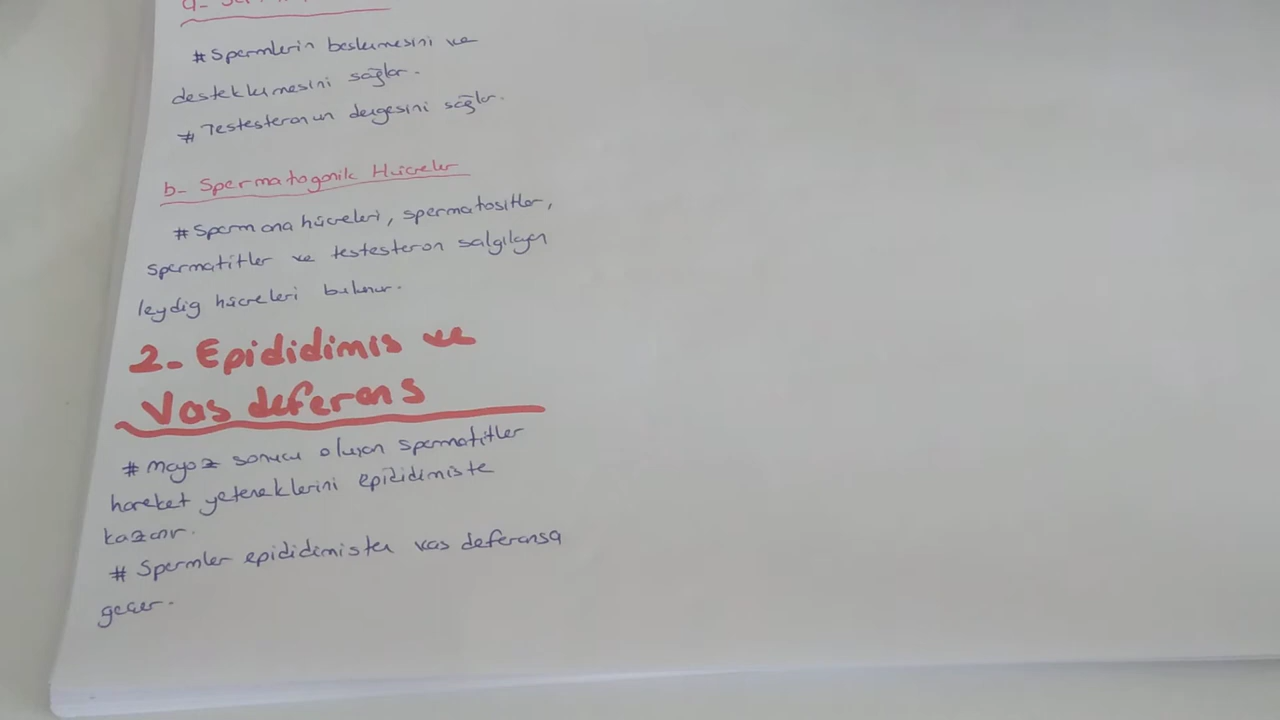 a-
# Spermlerin beslenmesini ve
desteklenmesini sağlar.
# Testesteronun dengesini sağlar.
b- Spermatogonik Hücreler
# Sperm ana hücreleri, spermatositler,
spermatitler ve testesteron salgılayan
leydig hücreleri bulunur.
2- Epididimis ve
Vas deferans
# Mayoz sonucu oluşan spermatitler
hareket yeteneklerini epididimiste
kazanır.
# Spermler epididimisten vas deferansa
geçer.